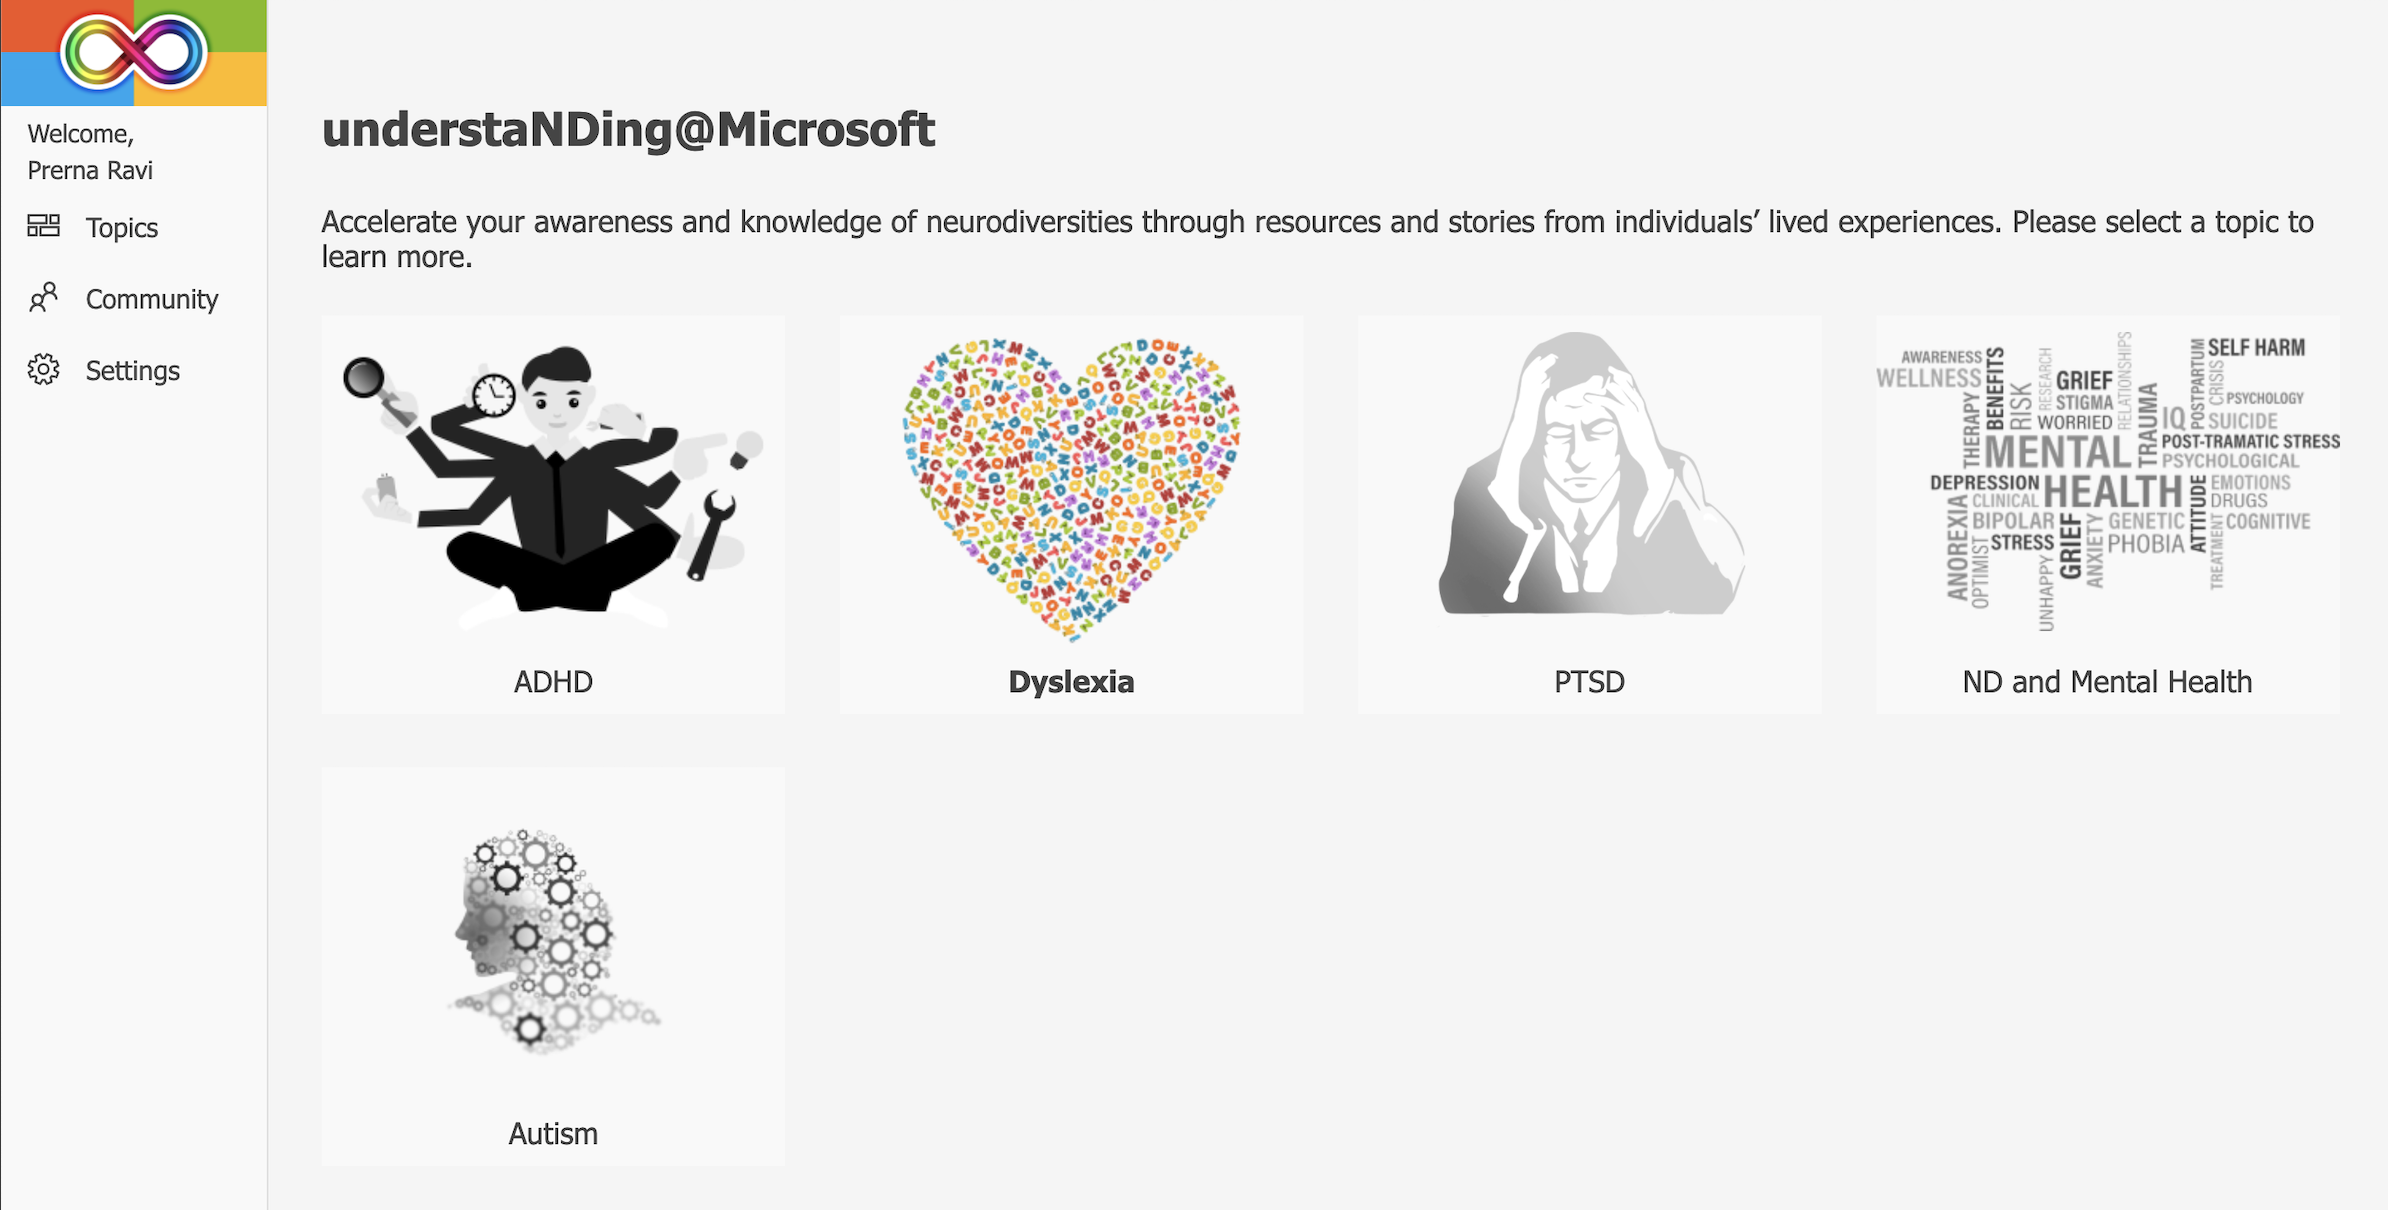 Welcome,
Prerna Ravi
Topics
Community
Settings
understaNDing@Microsoft
Accelerate your awareness and knowledge of neurodiversities through resources and stories from individuals’ lived experiences. Please select a topic to
learn more.
ADHD
Dyslexia
PTSD
AWARENESS
WELLNESS
THERAPY
BENEFITS
RISK
RESEARCH
GRIEF
STIGMA
WORRIED
RELATIONSHIPS
TRAUMA
IQ
POSTPARTUM
CRISIS
SELF HARM
PSYCHOLOGY
SUICIDE
POST-TRAMATIC STRESS
MENTAL
PSYCHOLOGICAL
DEPRESSION
HEALTH
ATTITUDE
EMOTIONS
CLINICAL
DRUGS
ANOREXIA
BIPOLAR
GRIEF
GENETIC
COGNITIVE
OPTIMIST
STRESS
ANXIETY
PHOBIA
TREATMENT
UNHAPPY
ND and Mental Health
Autism